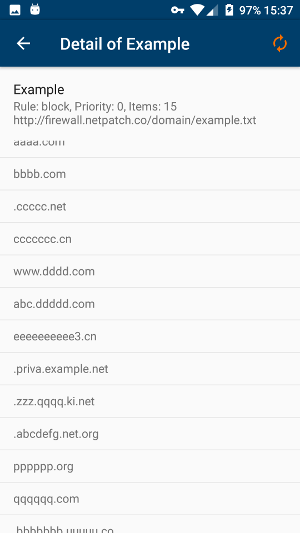 97% 15:37
Detail of Example
Example
Rule: block, Priority: 0, Items: 15
http://firewall.netpatch.co/domain/example.txt
aaaa.com
bbbb.com
.ccccc.net
ccccccc.cn
www.dddd.com
abc.ddddd.com
eeeeeeeeee3.cn
.priva.example.net
.zzz.qqqq.ki.net
.abcdefg.net.org
pppppp.org
qqqqqq.com